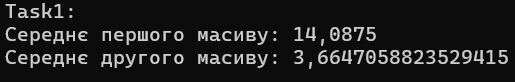 Task1:
Середнє першого масиву: 14,0875
Середнє другого масиву: 3,6647058823529415